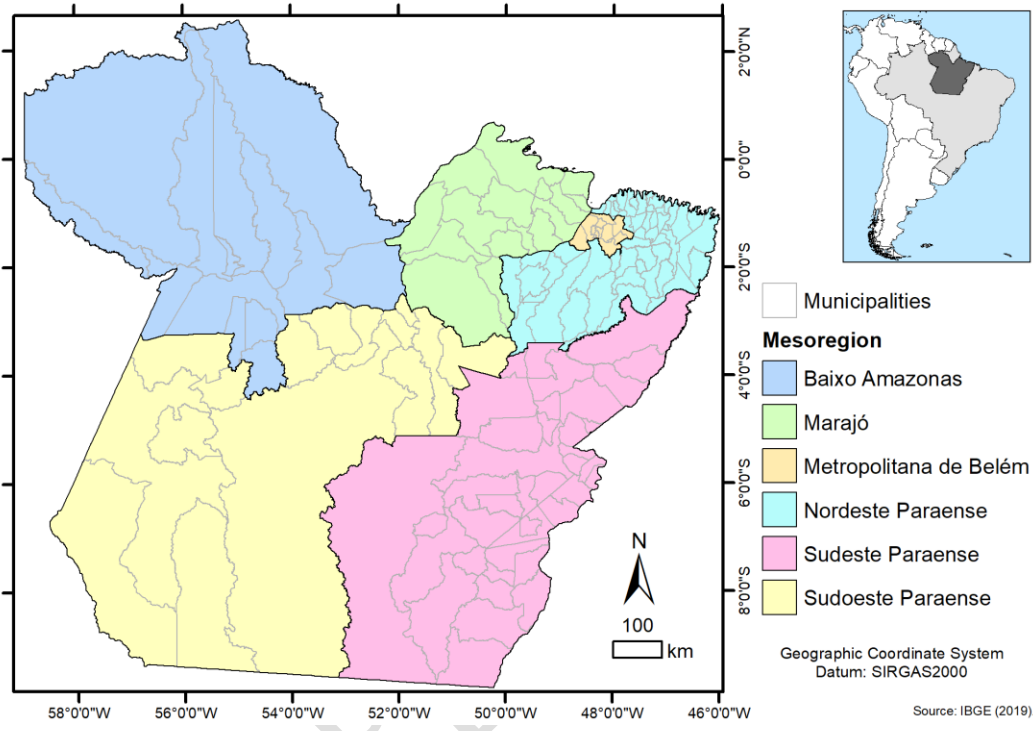 2°0'0"N
0°0'0"
2°0'0"S
4°0'0"S
6°0'0"S
8°0'0"S
58°0'0"W 56°0'0"W 54°0'0"W 52°0'0"W 50°0'0"W 48°0'0"W 46°0'0"W
N
100
km
Municipalities
Mesoregion
Baixo Amazonas
Marajó
Metropolitana de Belém
Nordeste Paraense
Sudeste Paraense
Sudoeste Paraense
Geographic Coordinate System
Datum: SIRGAS2000
Source: IBGE (2019)